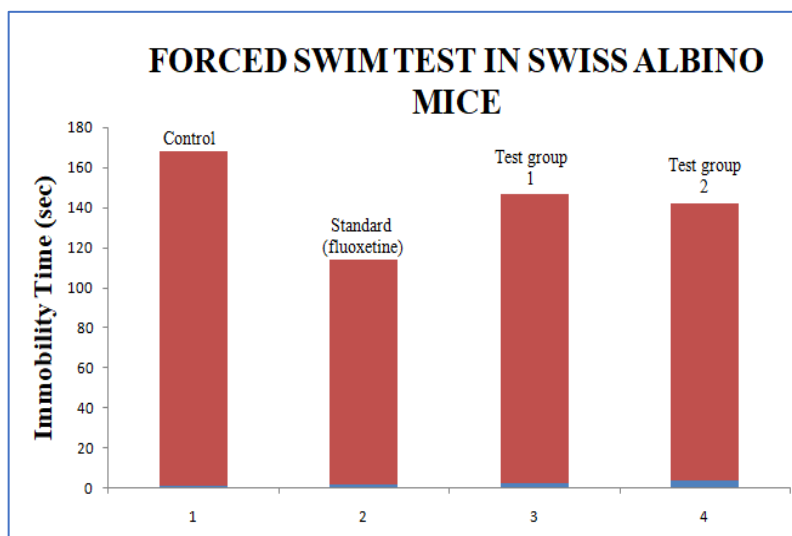 FORCED SWIM TEST IN SWISS ALBINO
MICE
Immobility Time (sec)
180
160
140
120
100
80
60
40
20
0
Control
Standard
(fluoxetine)
Test group
1
Test group
2
1
2
3
4